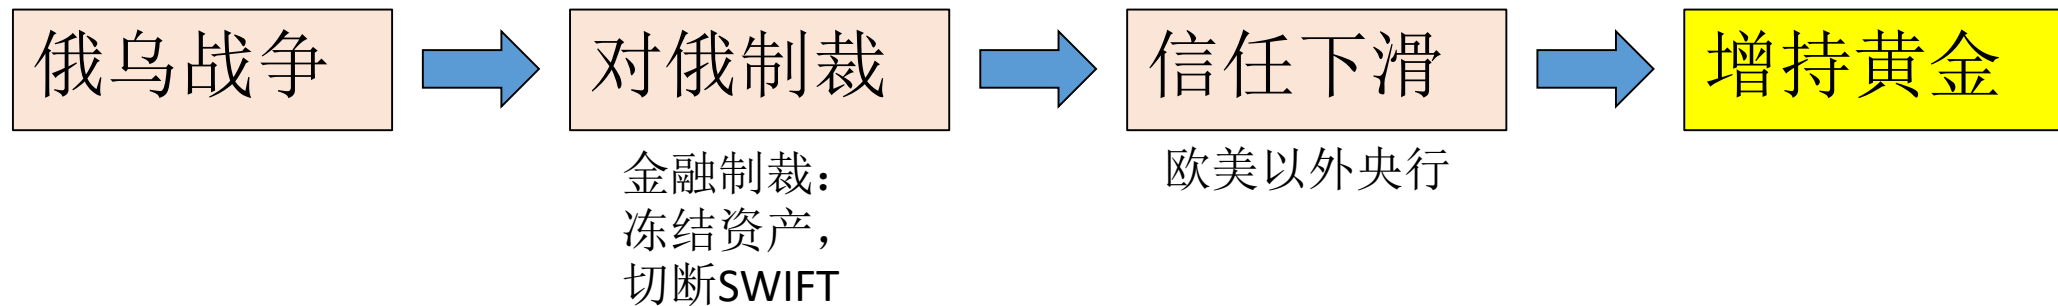 俄乌战争
对俄制裁
信任下滑
增持黄金
金融制裁：
冻结资产，
切断SWIFT
欧美以外央行